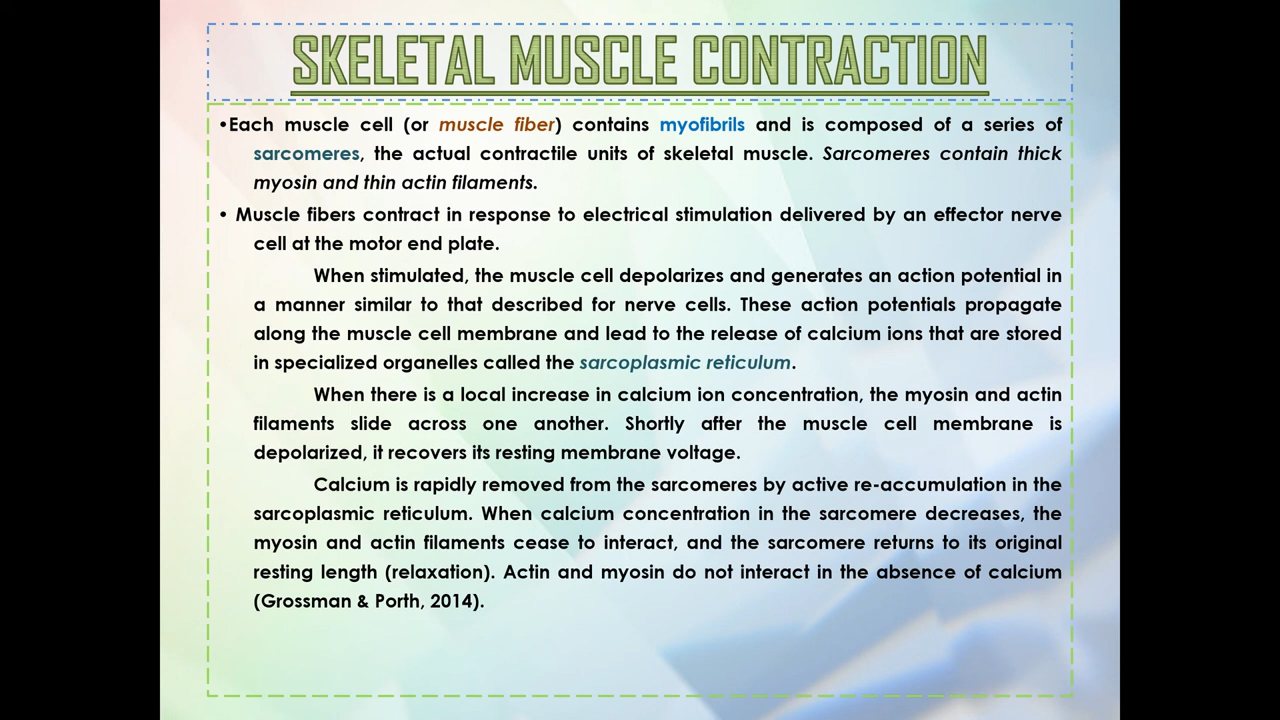 SKELETAL MUSCLE CONTRACTION
•Each muscle cell (or muscle fiber) contains myofibrils and is composed of a series of
sarcomeres, the actual contractile units of skeletal muscle. Sarcomeres contain thick
myosin and thin actin filaments.
• Muscle fibers contract in response to electrical stimulation delivered by an effector nerve
cell at the motor end plate.
When stimulated, the muscle cell depolarizes and generates an action potential in
a manner similar to that described for nerve cells. These action potentials propagate
along the muscle cell membrane and lead to the release of calcium ions that are stored
in specialized organelles called the sarcoplasmic reticulum.
When there is a local increase in calcium ion concentration, the myosin and actin
filaments slide across one another. Shortly after the muscle cell membrane is
depolarized, it recovers its resting membrane voltage.
Calcium is rapidly removed from the sarcomeres by active re-accumulation in the
sarcoplasmic reticulum. When calcium concentration in the sarcomere decreases, the
myosin and actin filaments cease to interact, and the sarcomere returns to its original
resting length (relaxation). Actin and myosin do not interact in the absence of calcium
(Grossman & Porth, 2014).